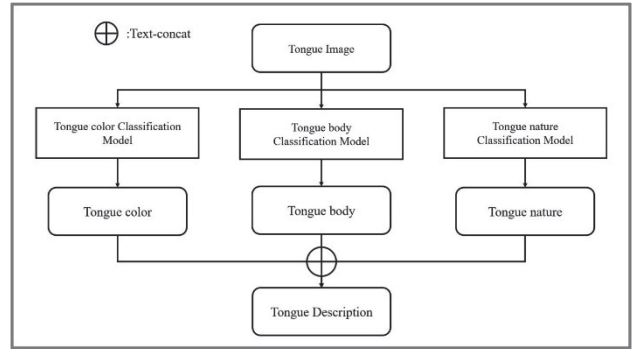 :Text-concat
Tongue Image
Tongue color Classification
Model
Tongue body
Classification Model
Tongue nature
Classification Model
Tongue color
Tongue body
Tongue nature
Tongue Description